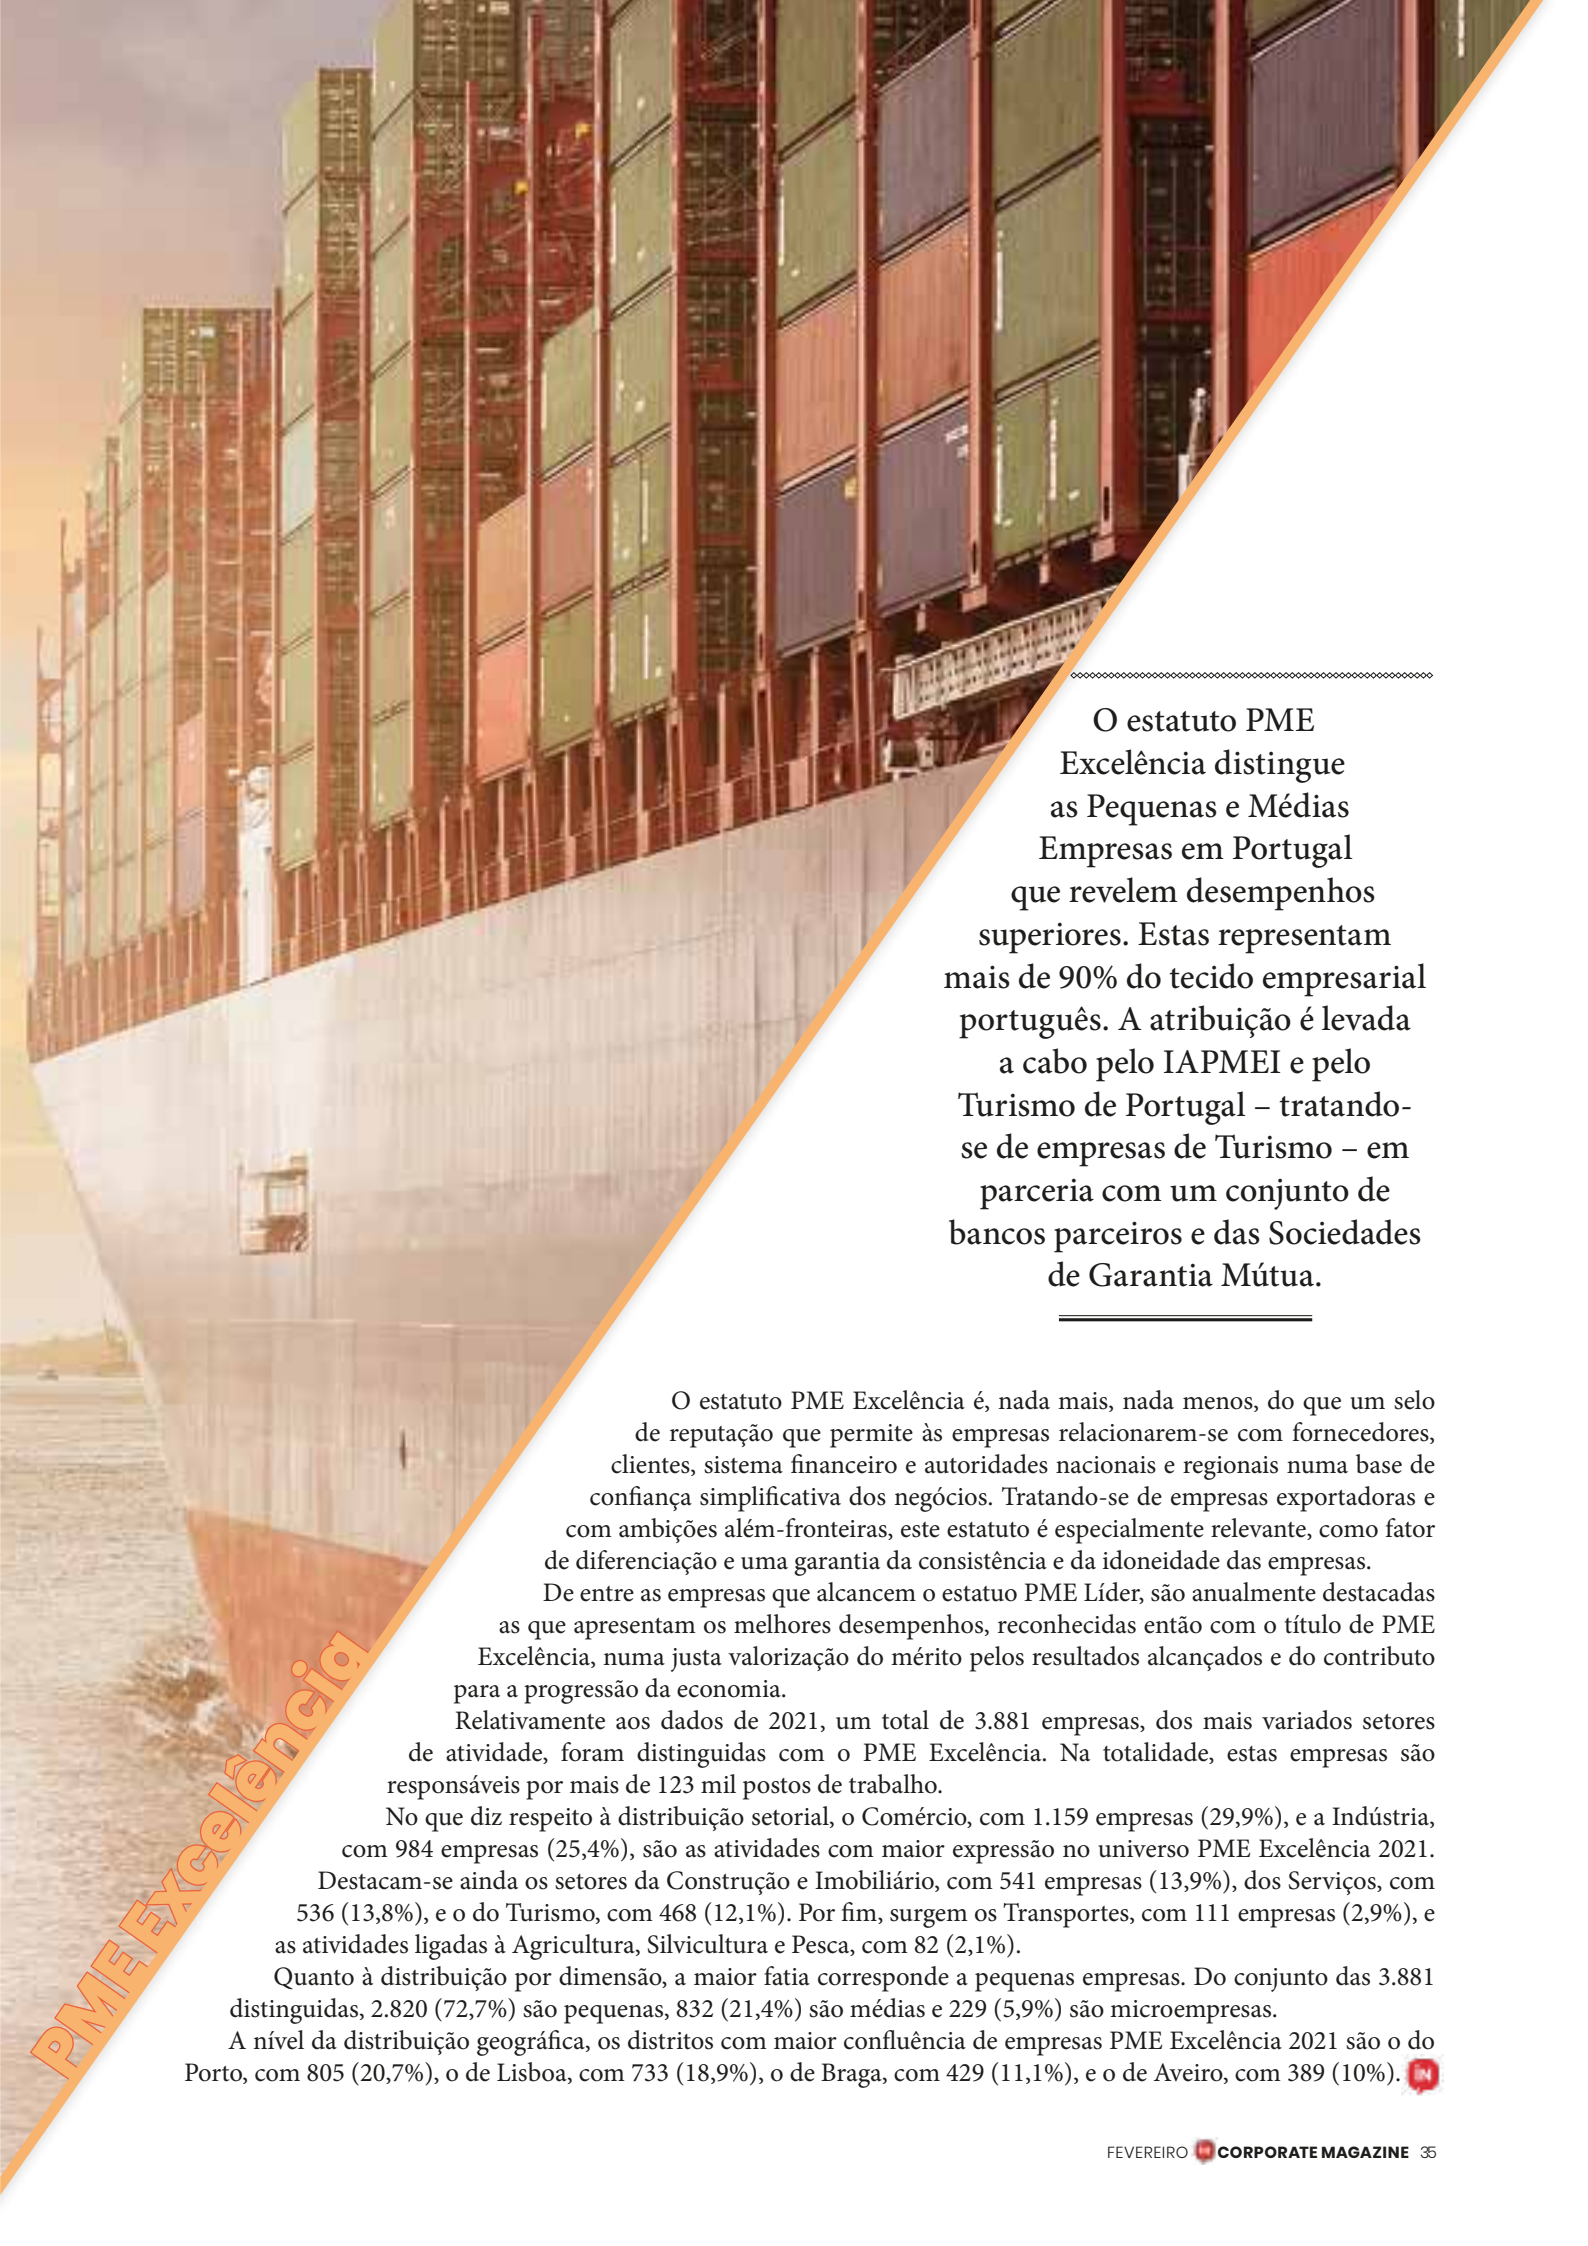 O estatuto PME
Excelência distingue
as Pequenas e Médias
Empresas em Portugal
que revelem desempenhos
superiores. Estas representam
mais de 90% do tecido empresarial
português. A atribuição é levada
a cabo pelo IAPMEI e pelo
Turismo de Portugal – tratando-
se de empresas de Turismo – em
parceria com um conjunto de
bancos parceiros e das Sociedades
de Garantia Mútua.
O estatuto PME Excelência é, nada mais, nada menos, do que um selo
de reputação que permite às empresas relacionarem-se com fornecedores,
clientes, sistema financeiro e autoridades nacionais e regionais numa base de
confiança simplificativa dos negócios. Tratando-se de empresas exportadoras e
com ambições além-fronteiras, este estatuto é especialmente relevante, como fator
de diferenciação e uma garantia da consistência e da idoneidade das empresas.
De entre as empresas que alcancem o estatuo PME Líder, são anualmente destacadas
as que apresentam os melhores desempenhos, reconhecidas então com o título de PME
Excelência, numa justa valorização do mérito pelos resultados alcançados e do contributo
para a progressão da economia.
Relativamente aos dados de 2021, um total de 3.881 empresas, dos mais variados setores
de atividade, foram distinguidas com o PME Excelência. Na totalidade, estas empresas são
responsáveis por mais de 123 mil postos de trabalho.
No que diz respeito à distribuição setorial, o Comércio, com 1.159 empresas (29,9%), e a Indústria,
com 984 empresas (25,4%), são as atividades com maior expressão no universo PME Excelência 2021.
Destacam-se ainda os setores da Construção e Imobiliário, com 541 empresas (13,9%), dos Serviços, com
536 (13,8%), e o do Turismo, com 468 (12,1%). Por fim, surgem os Transportes, com 111 empresas (2,9%), e
as atividades ligadas à Agricultura, Silvicultura e Pesca, com 82 (2,1%).
Quanto à distribuição por dimensão, a maior fatia corresponde a pequenas empresas. Do conjunto das 3.881
distinguidas, 2.820 (72,7%) são pequenas, 832 (21,4%) são médias e 229 (5,9%) são microempresas.
A nível da distribuição geográfica, os distritos com maior confluência de empresas PME Excelência 2021 são o do
Porto, com 805 (20,7%), o de Lisboa, com 733 (18,9%), o de Braga, com 429 (11,1%), e o de Aveiro, com 389 (10%). IN
PME Excelência
FEVEREIRO IN CORPORATE MAGAZINE 35